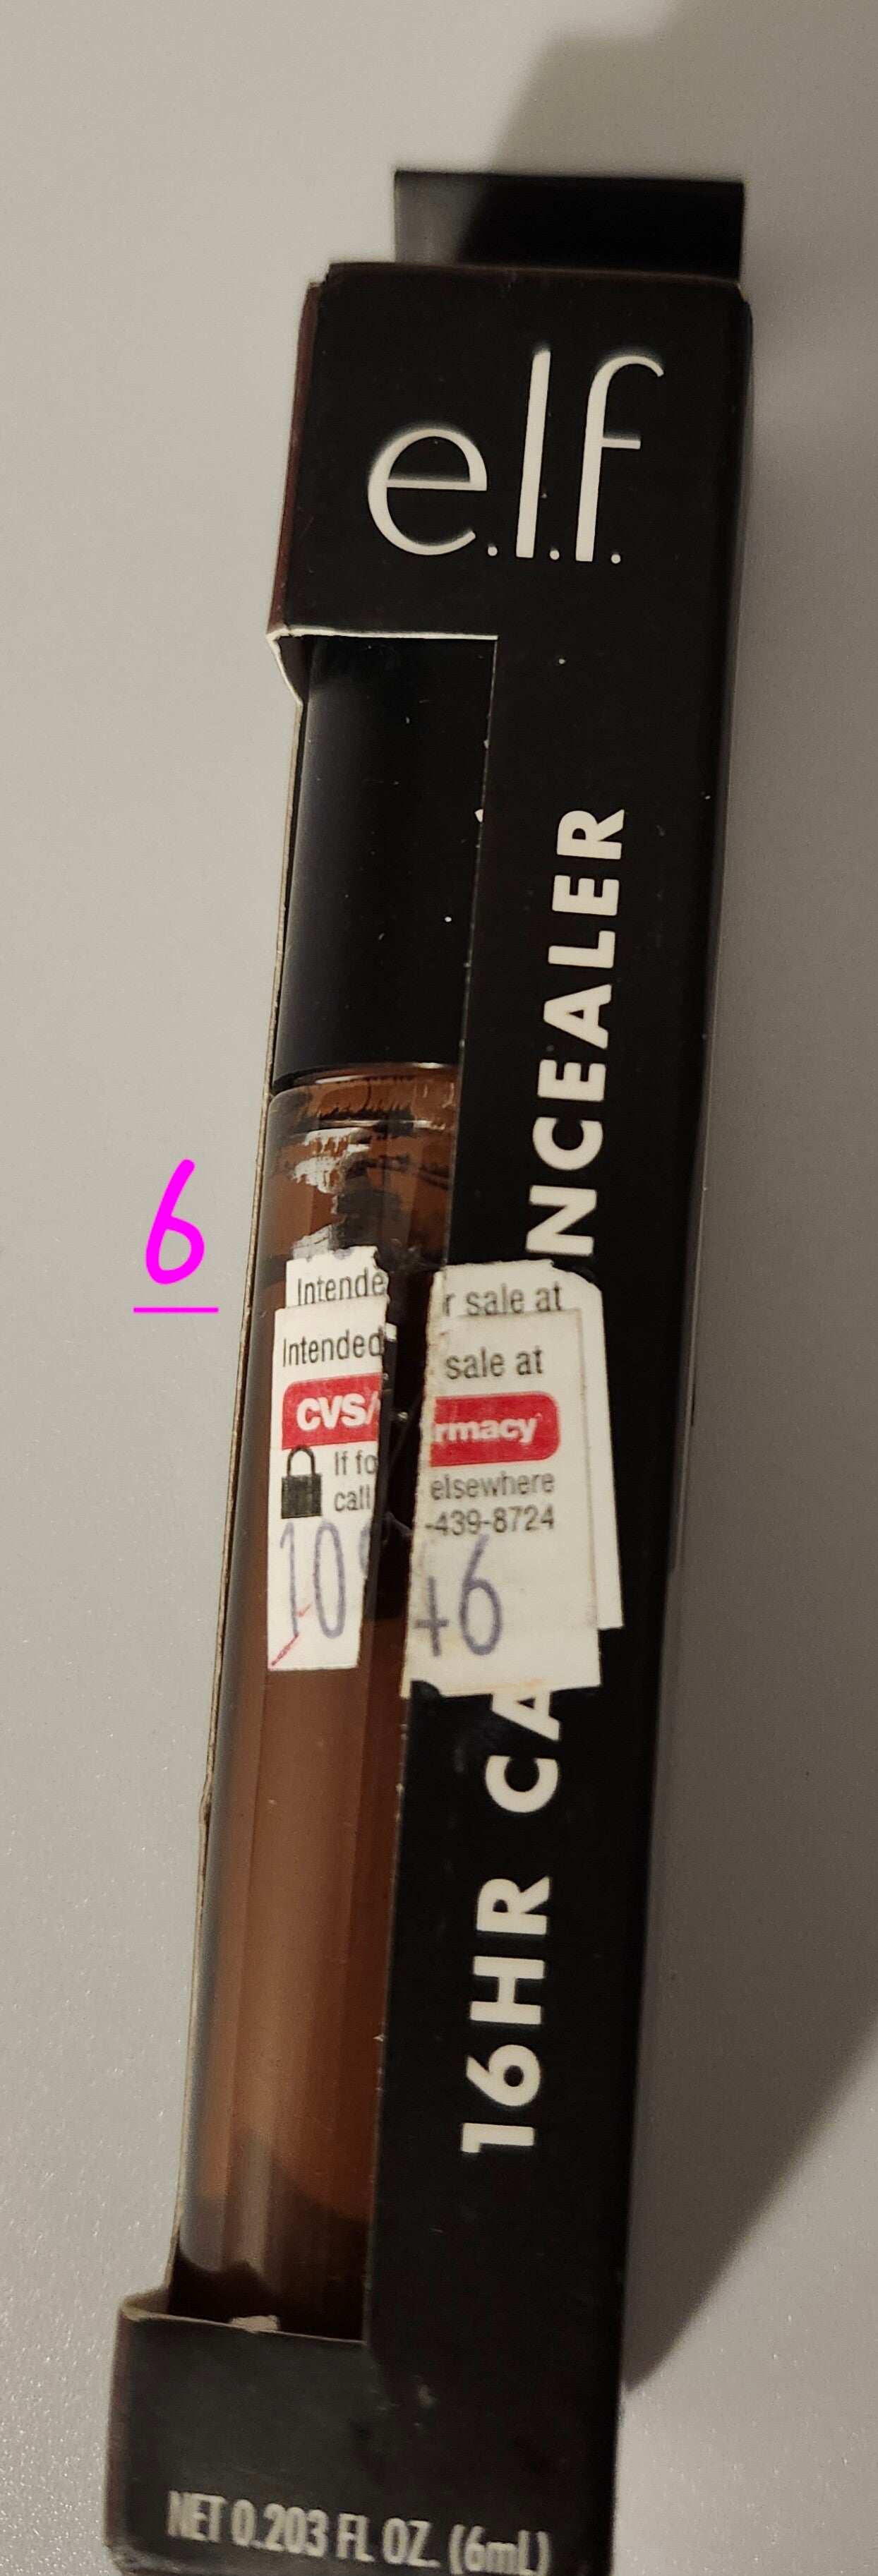 e.l.f.
16HR CA NCEALER
6
Intende r sale at
Intended sale at
CVS/ rmacy
If fo elsewhere
call -439-8724
10 +6
NET 0.203 FL OZ. (6mL)